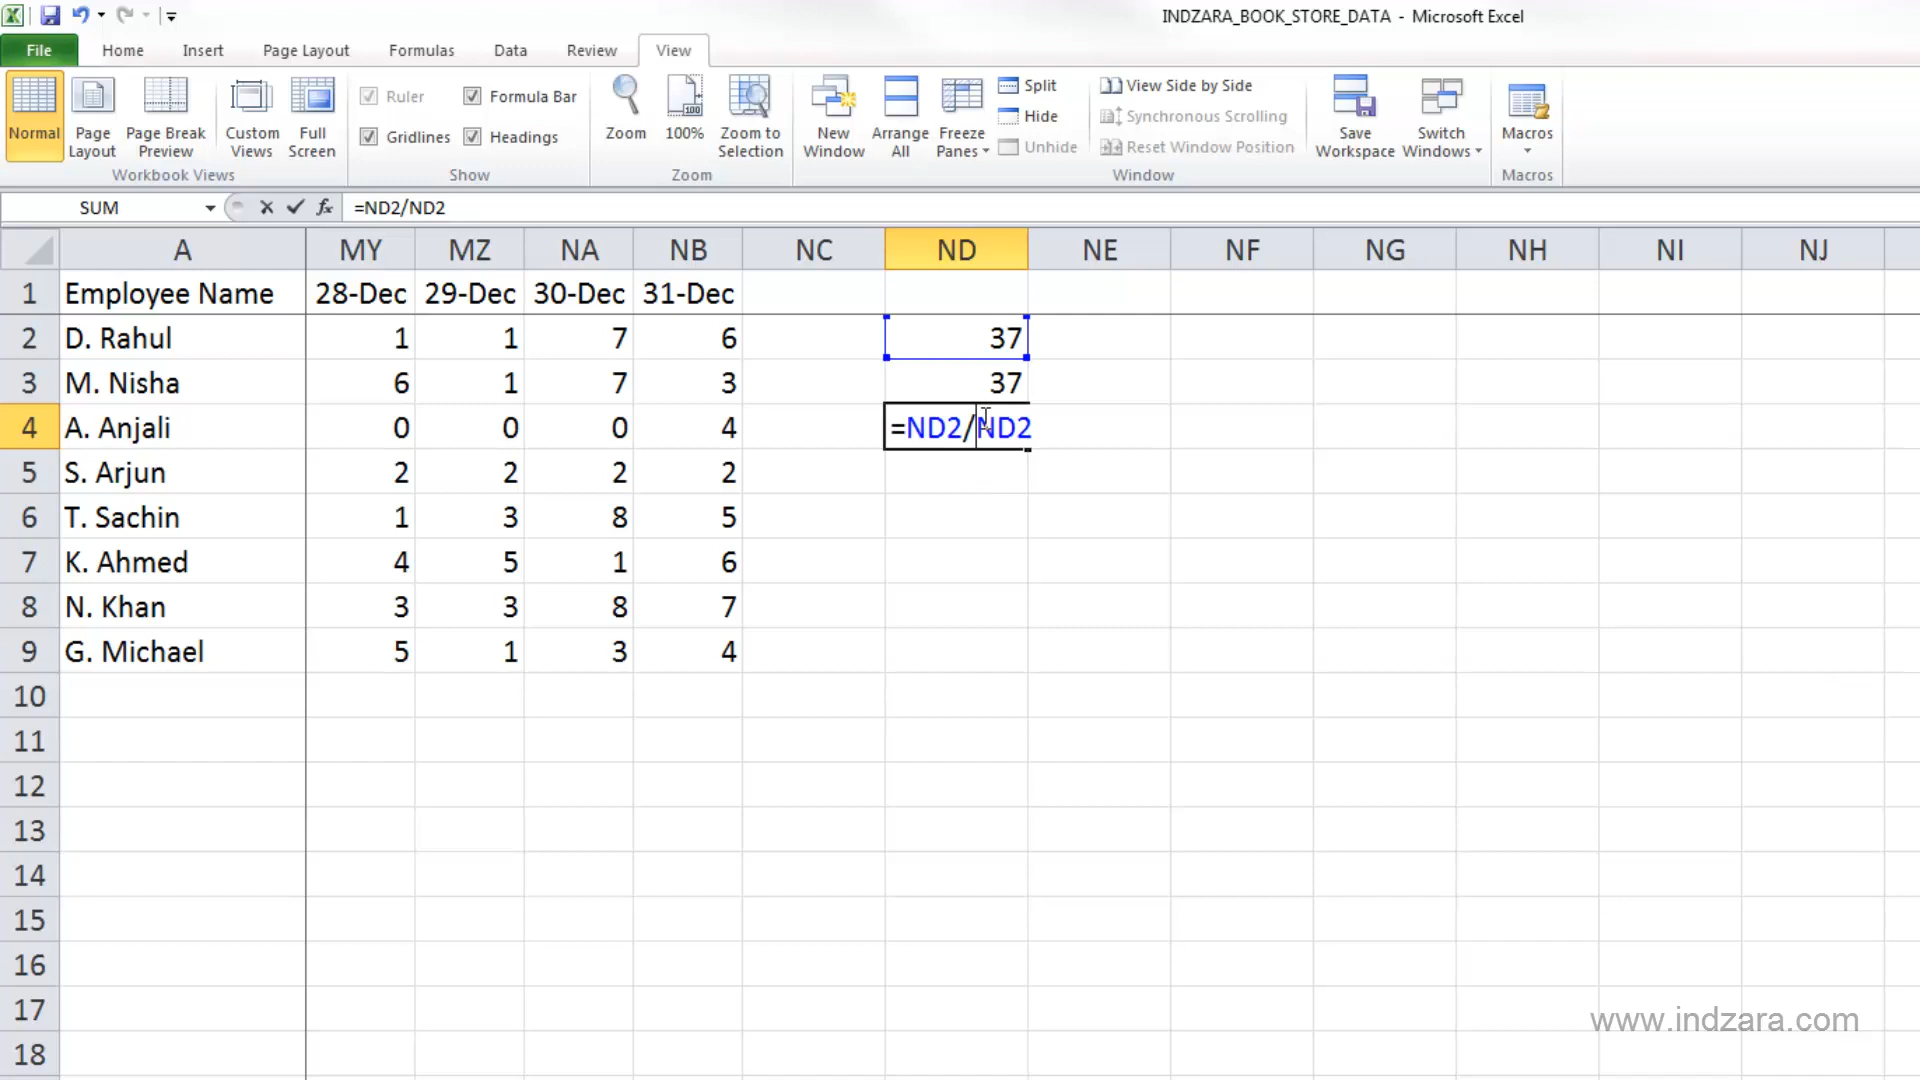 INDZARA_BOOK_STORE_DATA - Microsoft Excel
File Home Insert Page Layout Formulas Data Review View
Normal
Page Layout
Page Break Preview
Custom Views
Full Screen
Workbook Views
Ruler
Formula Bar
Gridlines
Headings
Show
Zoom
100
100%
Zoom to Selection
Zoom
New Window
Arrange All
Freeze Panes
Split
Hide
Unhide
View Side by Side
Synchronous Scrolling
Reset Window Position
Save Workspace
Switch Windows
Window
Macros
Macros
SUM fx =ND2/ND2
A MY MZ NA NB NC ND NE NF NG NH NI NJ
1 Employee Name 28-Dec 29-Dec 30-Dec 31-Dec
2 D. Rahul 1 1 7 6 37
3 M. Nisha 6 1 7 3 37
4 A. Anjali 0 0 0 4 =ND2/ND2
5 S. Arjun 2 2 2 2
6 T. Sachin 1 3 8 5
7 K. Ahmed 4 5 1 6
8 N. Khan 3 3 8 7
9 G. Michael 5 1 3 4
10
11
12
13
14
15
16
17
18
www.indzara.com